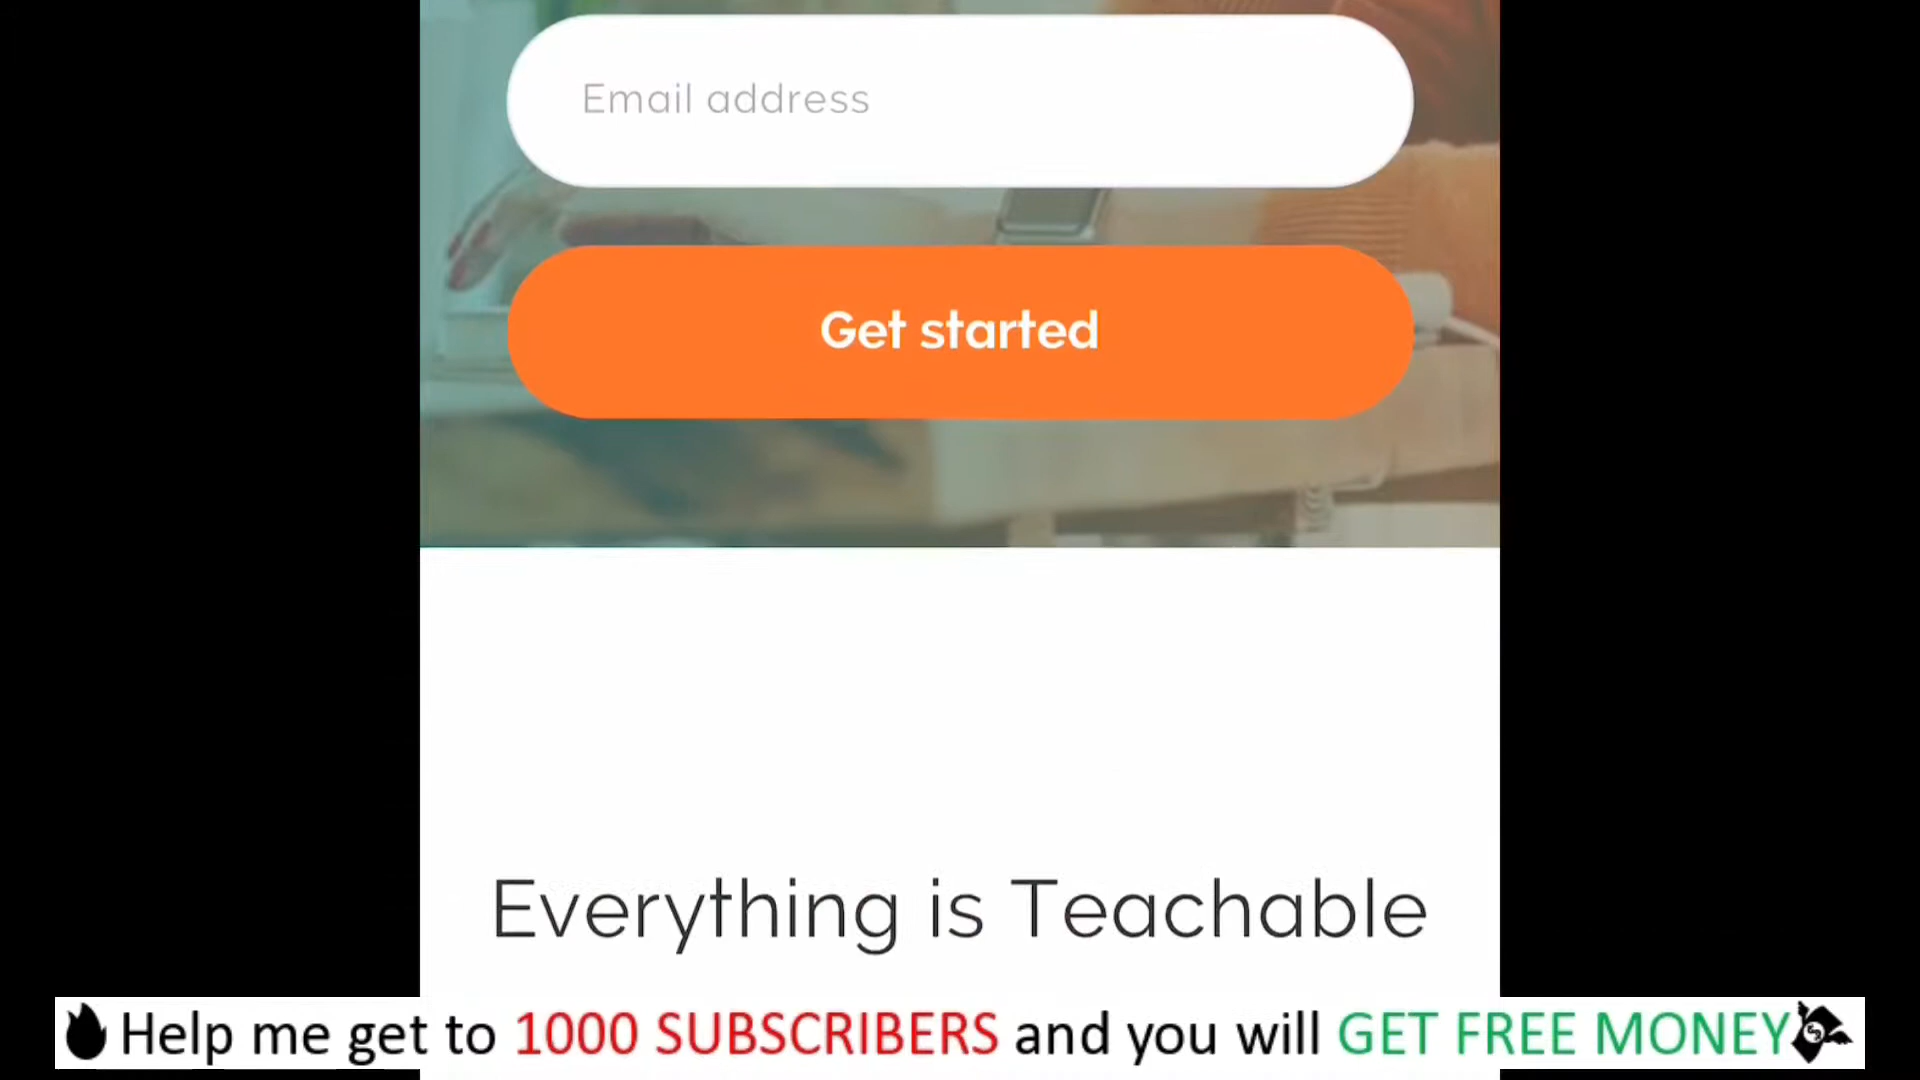 Email address
Get started
Everything is Teachable
Help me get to 1000 SUBSCRIBERS and you will GET FREE MONEY